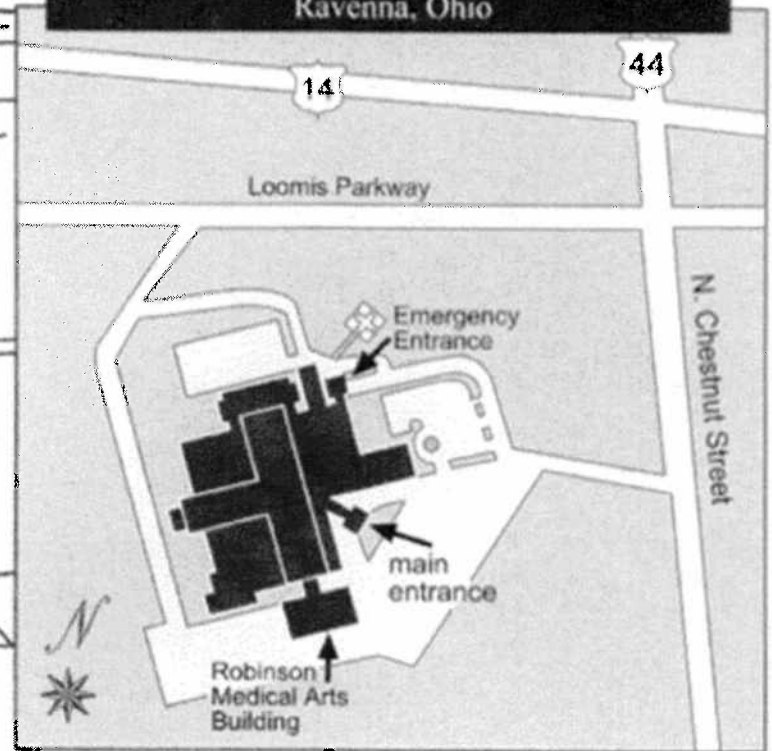 Ravenna, Ohio
14
44
Loomis Parkway
N. Chestnut Street
Emergency
Entrance
main
entrance
N
Robinson
Medical Arts
Building